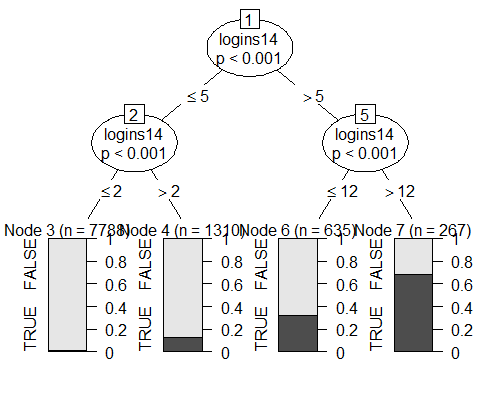 1
logins14
p < 0.001
≤ 5
> 5
2
logins14
p < 0.001
5
logins14
p < 0.001
≤ 2
> 2
≤ 12
> 12
Node 3 (n = 7788)
Node 4 (n = 1310)
Node 6 (n = 635)
Node 7 (n = 267)
TRUE FALSE
1
0.8
0.6
0.4
0.2
0
TRUE FALSE
1
0.8
0.6
0.4
0.2
0
TRUE FALSE
1
0.8
0.6
0.4
0.2
0
TRUE FALSE
1
0.8
0.6
0.4
0.2
0